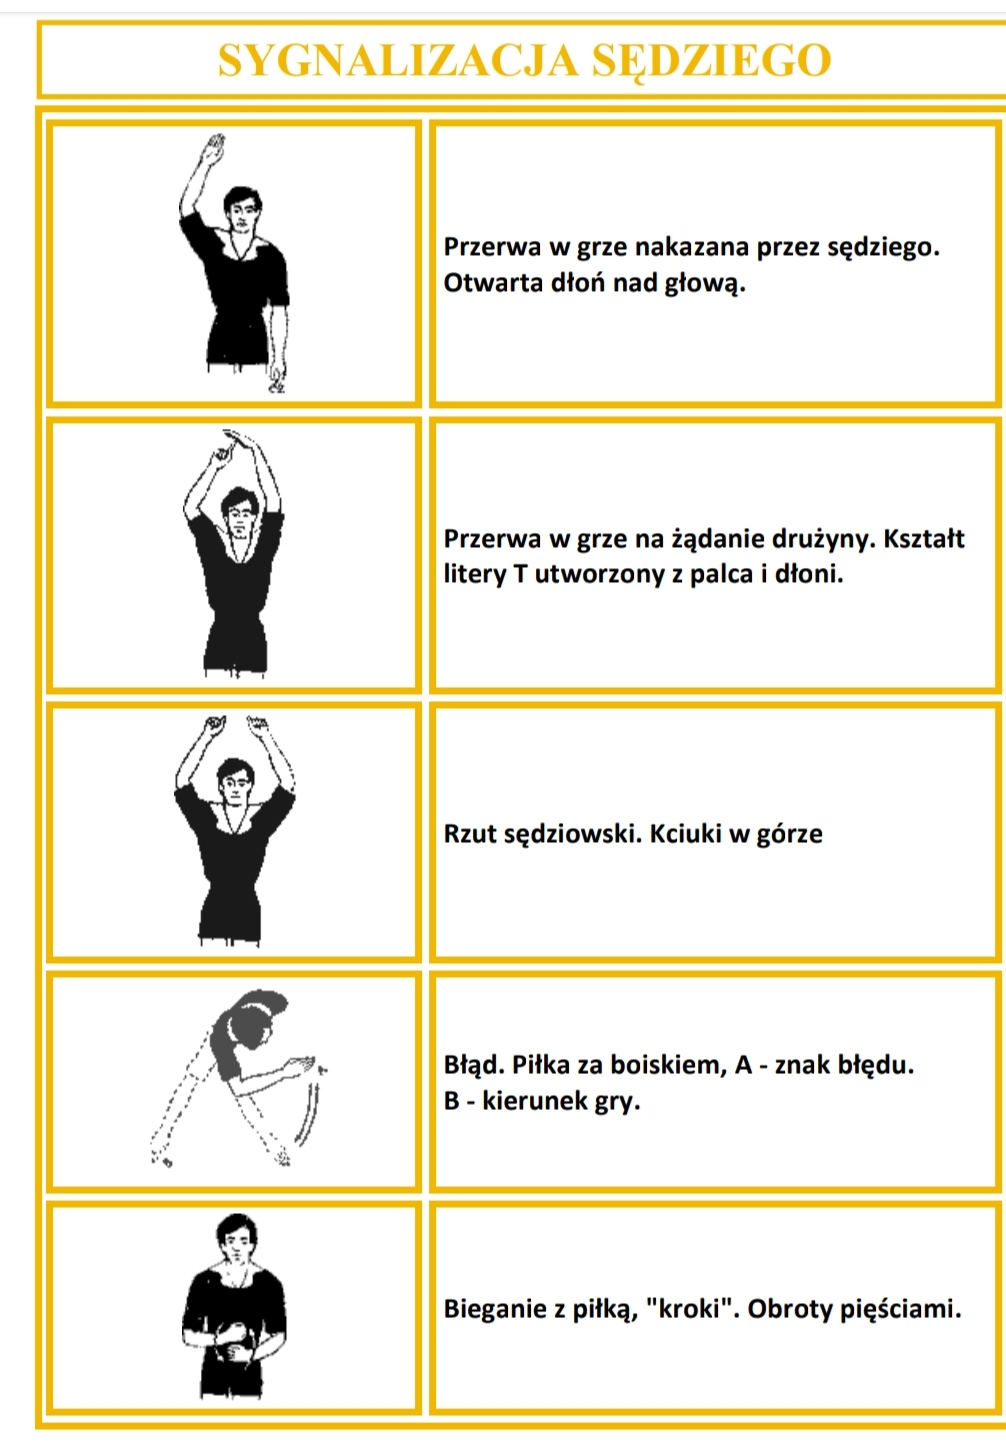 SYGNALIZACJA SĘDZIEGO
Przerwa w grze nakazana przez sędziego.
Otwarta dłoń nad głową.
Przerwa w grze na żądanie drużyny. Kształt
litery T utworzony z palca i dłoni.
Rzut sędziowski. Kciuki w górze
Błąd. Piłka za boiskiem, A - znak błędu.
B - kierunek gry.
Bieganie z piłką, "kroki". Obroty pięściami.